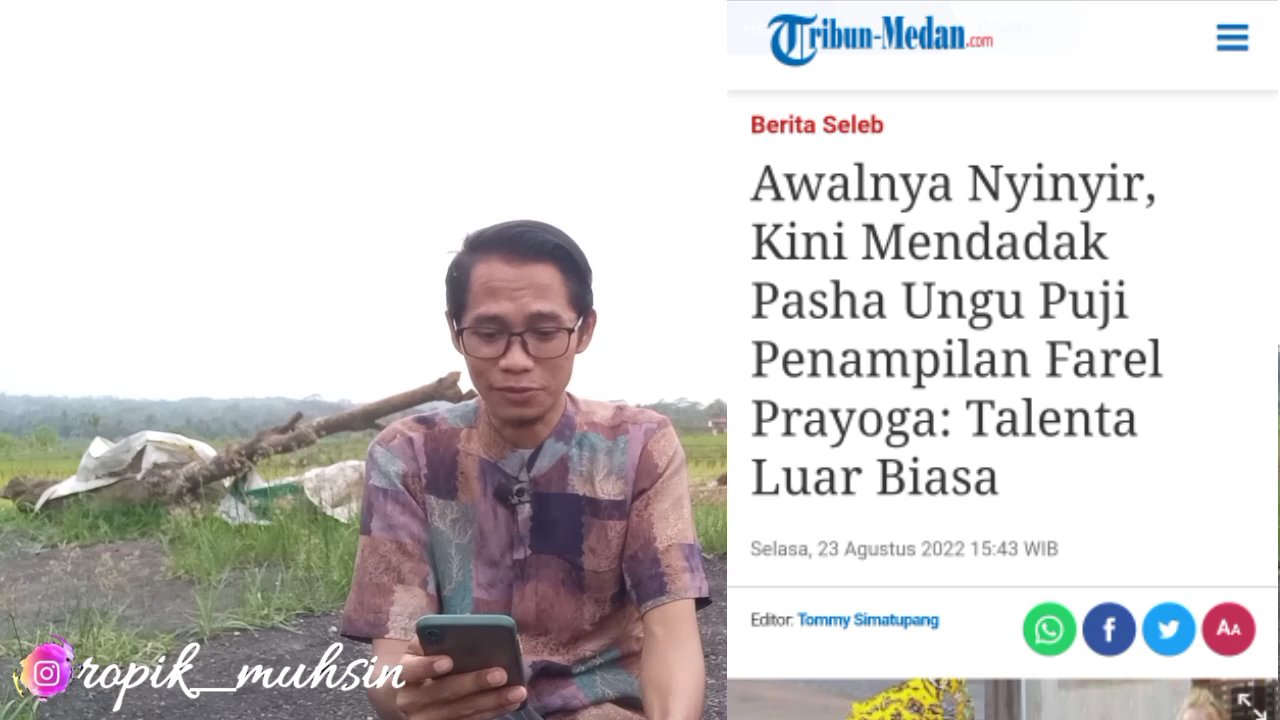 Tribun-Medan.com
Berita Seleb
Awalnya Nyinyir,
Kini Mendadak
Pasha Ungu Puji
Penampilan Farel
Prayoga: Talenta
Luar Biasa
Selasa, 23 Agustus 2022 15:43 WIB
Editor: Tommy Simatupang
AA
ropik_muhsin